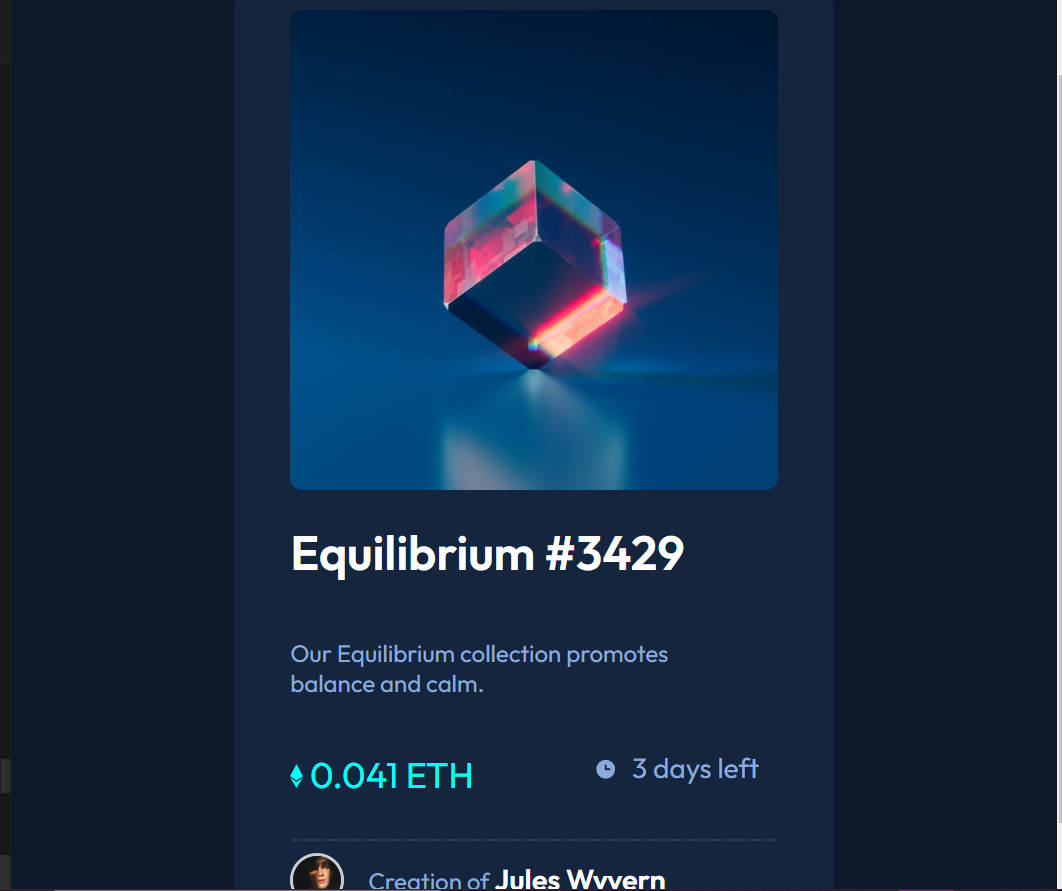 Equilibrium #3429
Our Equilibrium collection promotes
balance and calm.
0.041 ETH
3 days left
Creation of Jules Wyvern